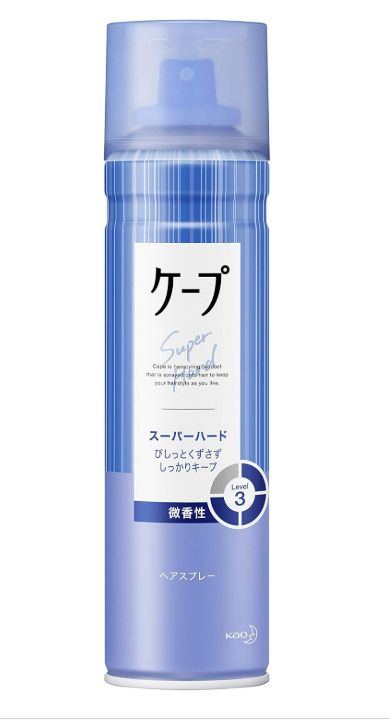 ケープ
Super
Hard
Cape is hairstyling product
that is sprayed onto hair to keep
your hairstyle as you like.
スーパーハード
びしっとくずさず
しっかりキープ
Level
3
微香性
ヘアスプレー
Kao